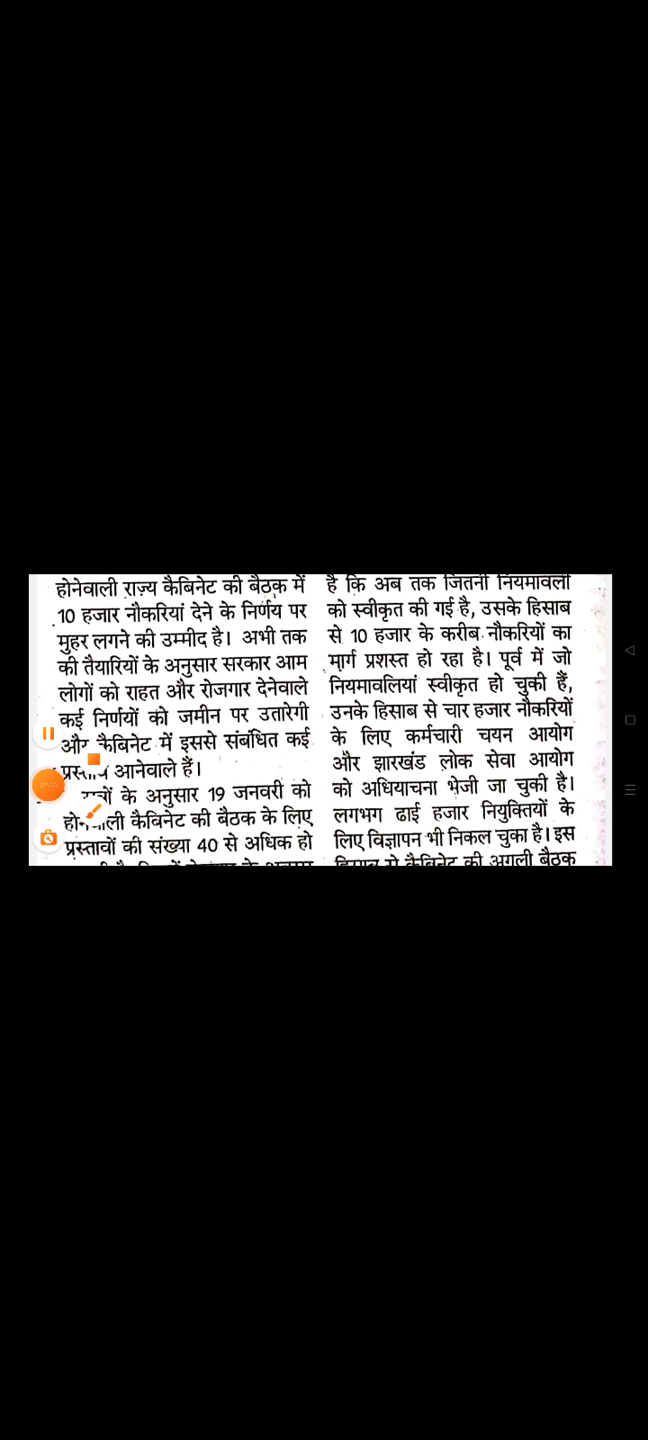 होनेवाली राज्य कैबिनेट की बैठक में
10 हजार नौकरियां देने के निर्णय पर
मुहर लगने की उम्मीद है। अभी तक
की तैयारियों के अनुसार सरकार आम
लोगों को राहत और रोजगार देनेवाले
कई निर्णयों को जमीन पर उतारेगी
और कैबिनेट में इससे संबंधित कई
आनेवाले हैं।
के अनुसार 19 जनवरी को
कैबिनेट की बैठक के लिए
प्रस्तावों की संख्या 40 से अधिक हो
है कि अब तक जितनी नियमावली
को स्वीकृत की गई है, उसके हिसाब
से 10 हजार के करीब नौकरियों का
मार्ग प्रशस्त हो रहा है। पूर्व में जो
नियमावलियां स्वीकृत हो चुकी हैं,
उनके हिसाब से चार हजार नौकरियों
के लिए कर्मचारी चयन आयोग
और झारखंड लोक सेवा आयोग
को अधियाचना भेजी जा चुकी है।
लगभग ढाई हजार नियुक्तियों के
लिए विज्ञापन भी निकल चुका है। इस
हिसाब से कैबिनेट की अगली बैठक